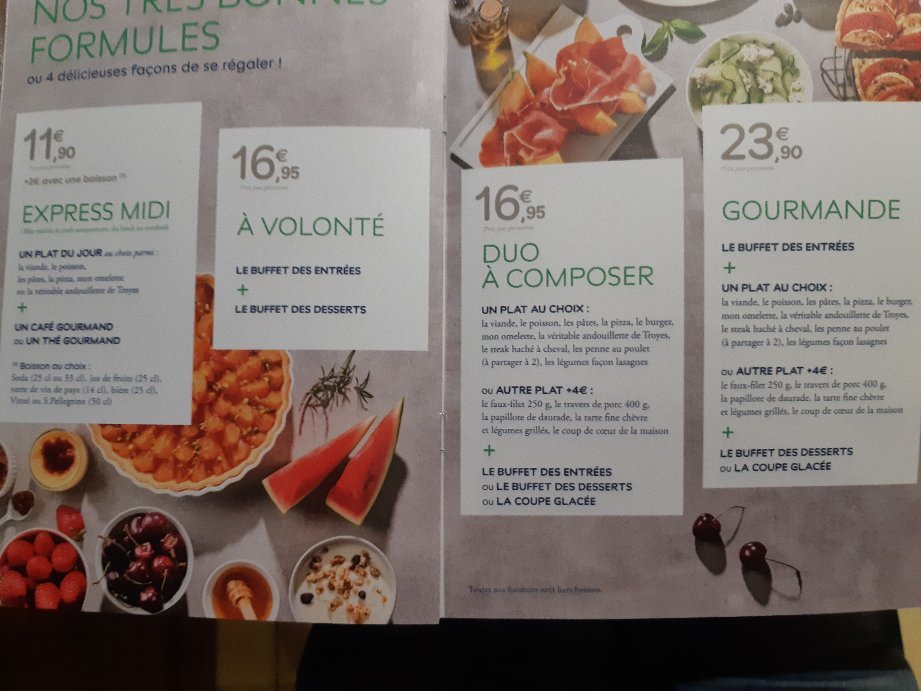 NOS TRÈS BONNES
FORMULES
ou 4 délicieuses façons de se régaler !
11€,90
Prix par personne
+2€ avec une boisson (1)
EXPRESS MIDI
Offre valable le midi uniquement, du lundi au vendredi
UN PLAT DU JOUR au choix parmi :
la viande, le poisson,
les pâtes, la pizza, mon omelette
ou la véritable andouillette de Troyes
+
UN CAFÉ GOURMAND
OU UN THÉ GOURMAND
(1) Boisson au choix :
Soda (25 cl ou 33 cl), jus de fruits (25 cl),
verre de vin de pays (14 cl), bière (25 cl),
Vittel ou S.Pellegrino (50 cl)
16€,95
Prix par personne
À VOLONTÉ
LE BUFFET DES ENTRÉES
+
LE BUFFET DES DESSERTS
16€,95
Prix par personne
DUO
À COMPOSER
UN PLAT AU CHOIX :
la viande, le poisson, les pâtes, la pizza, le burger,
mon omelette, la véritable andouillette de Troyes,
le steak haché à cheval, les penne au poulet
(à partager à 2), les légumes façon lasagnes
OU AUTRE PLAT +4€ :
le faux-filet 250 g, le travers de porc 400 g,
la papillote de daurade, la tarte fine chèvre
et légumes grillés, le coup de cœur de la maison
+
LE BUFFET DES ENTRÉES
OU LE BUFFET DES DESSERTS
OU LA COUPE GLACÉE
23€,90
Prix par personne
GOURMANDE
LE BUFFET DES ENTRÉES
+
UN PLAT AU CHOIX :
la viande, le poisson, les pâtes, la pizza, le burger,
mon omelette, la véritable andouillette de Troyes,
le steak haché à cheval, les penne au poulet
(à partager à 2), les légumes façon lasagnes
OU AUTRE PLAT +4€ :
le faux-filet 250 g, le travers de porc 400 g,
la papillote de daurade, la tarte fine chèvre
et légumes grillés, le coup de cœur de la maison
+
LE BUFFET DES DESSERTS
OU LA COUPE GLACÉE
Toutes nos formules sont hors boisson.